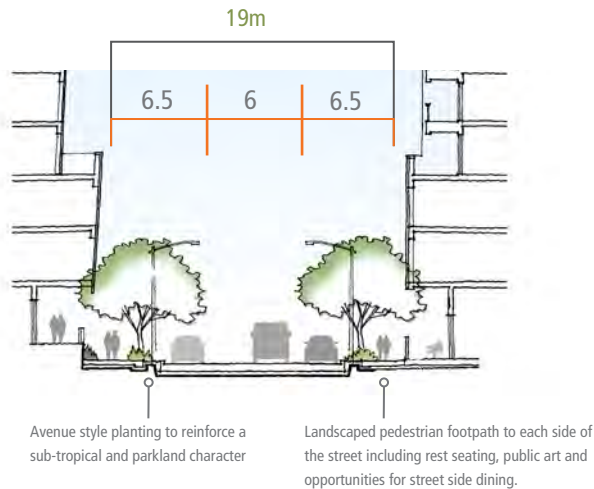 19m
6.5 6 6.5
Avenue style planting to reinforce a
sub-tropical and parkland character
Landscaped pedestrian footpath to each side of
the street including rest seating, public art and
opportunities for street side dining.